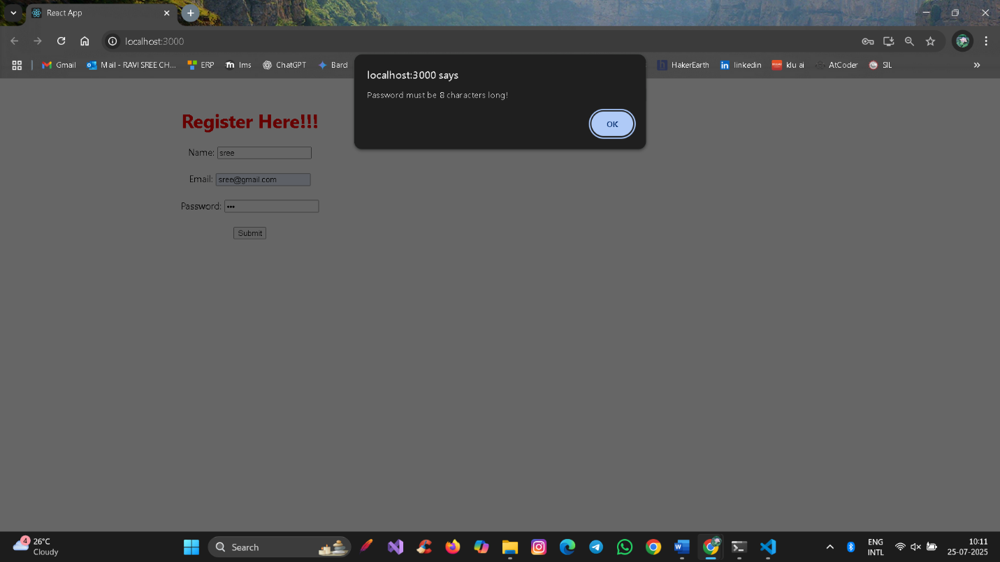 React App
localhost:3000
Gmail
Mail - RAVI SREE CH...
ERP
lms
ChatGPT
Bard
HakerEarth
linkedin
klu ai
AtCoder
SIL
localhost:3000 says
Password must be 8 characters long!
OK
Register Here!!!
Name: sree
Email: sree@gmail.com
Password: •••
Submit
4
26°C
Cloudy
Search
ENG
INTL
10:11
25-07-2025